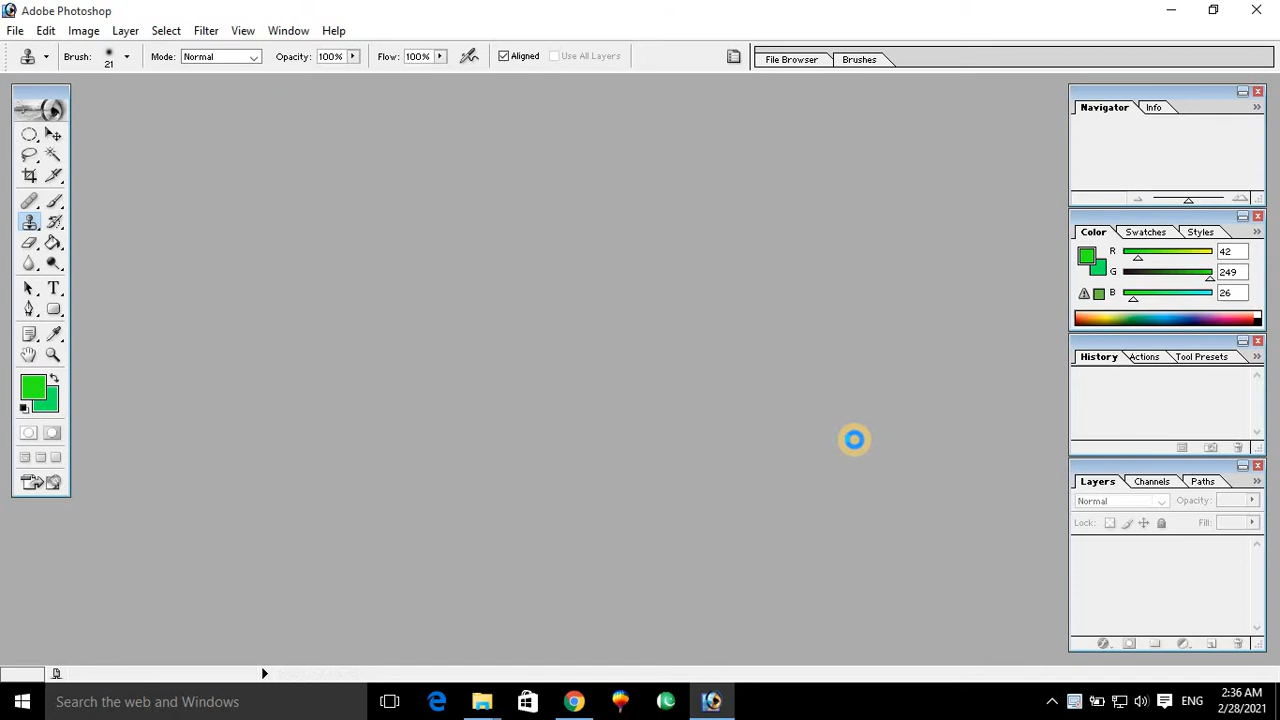 Adobe Photoshop
File Edit Image Layer Select Filter View Window Help
Brush: 21 Mode: Normal Opacity: 100% Flow: 100% Aligned Use All Layers File Browser Brushes
Navigator Info
Color Swatches Styles
R 42
G 249
B 26
History Actions Tool Presets
Layers Channels Paths
Normal Opacity:
Lock: Fill:
Search the web and Windows
ENG
2:36 AM
2/28/2021